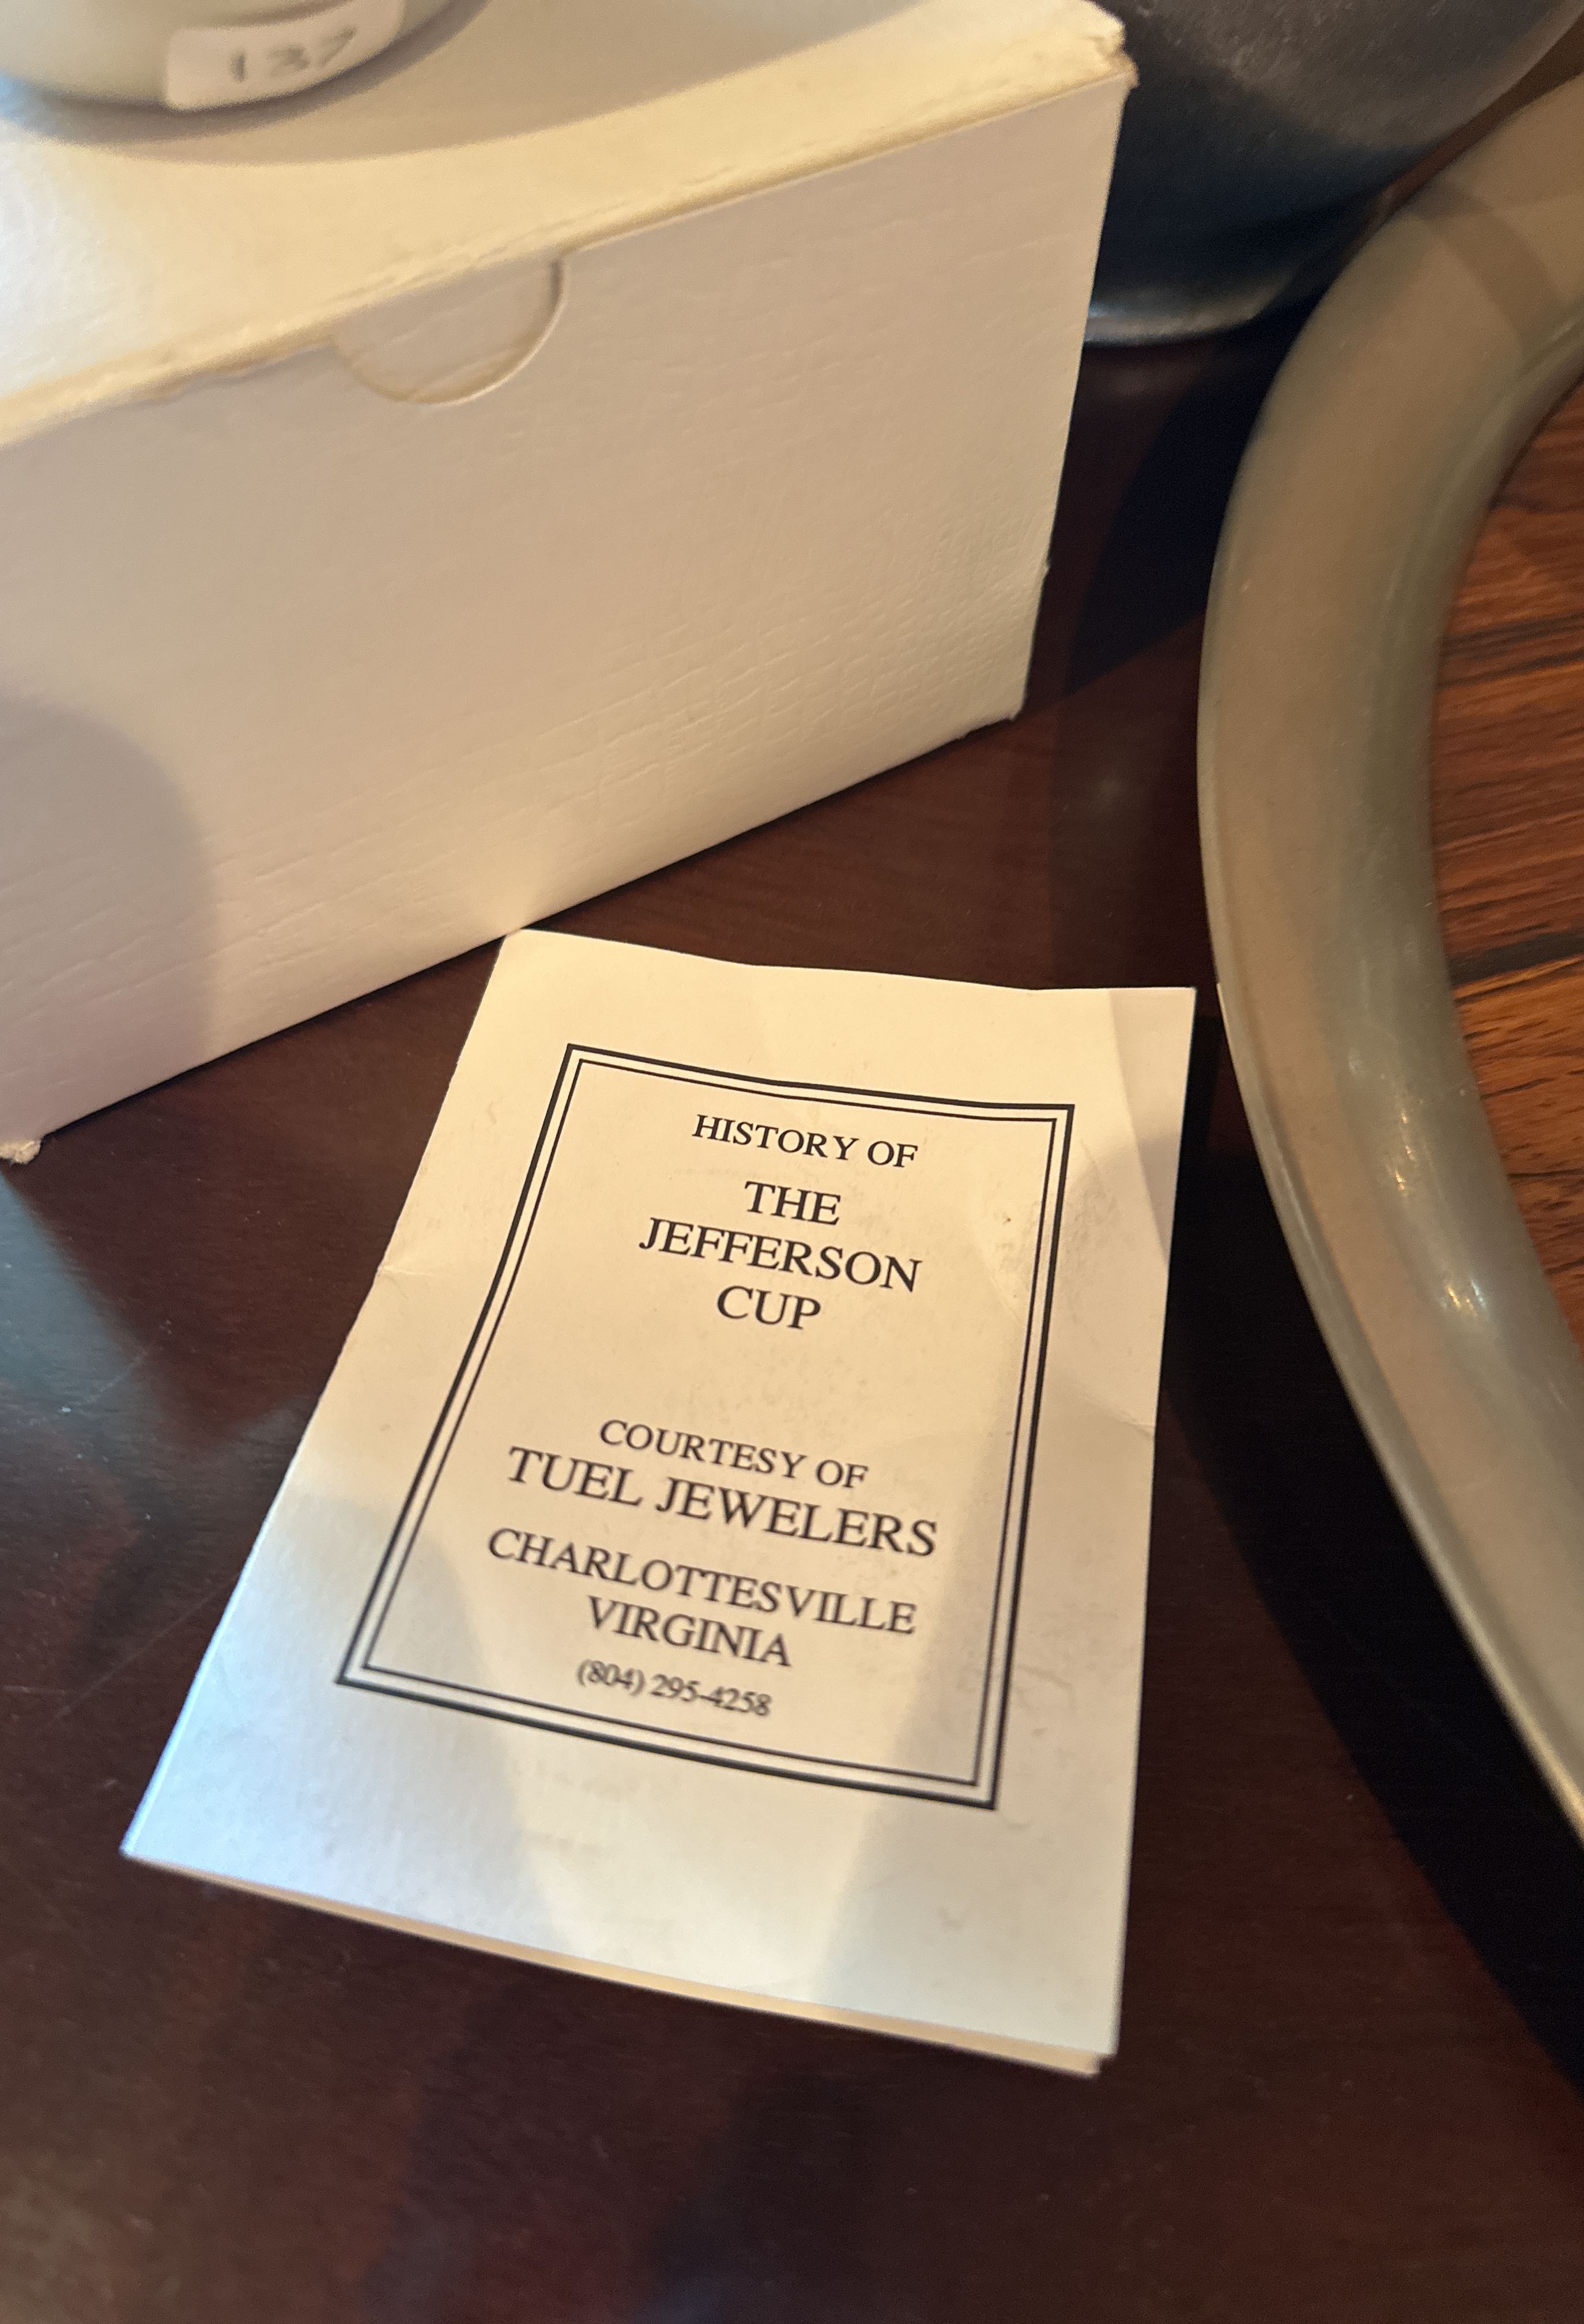 137
HISTORY OF
THE
JEFFERSON
CUP
COURTESY OF
TUEL JEWELERS
CHARLOTTESVILLE
VIRGINIA
(804) 295-4258